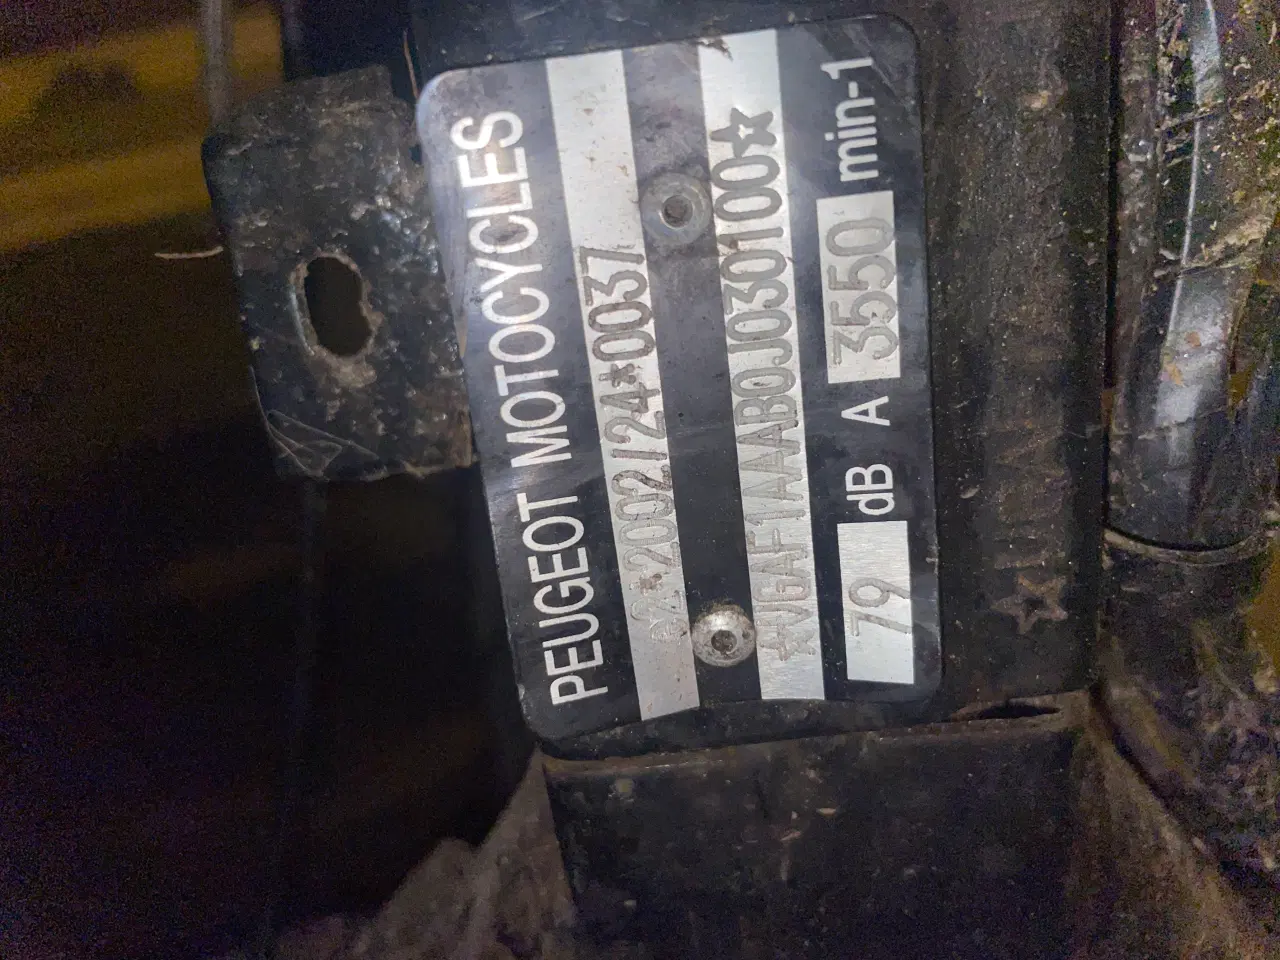 PEUGEOT MOTOCYCLES
e2*2002/24*0037
☆VGAF1AAAB0J030100☆
79 dB A 3550 min-1